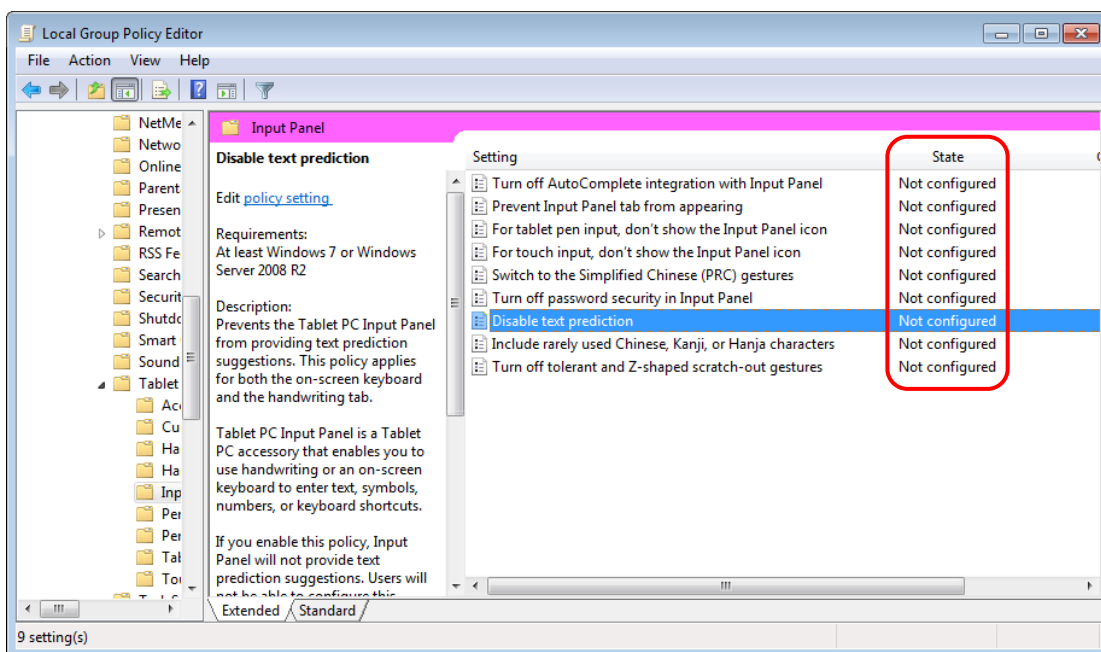 Local Group Policy Editor
File Action View Help
NetMe
Netwo
Online
Parent
Presen
Remot
RSS Fe
Search
Securit
Shutdo
Smart
Sound
Tablet
Ac
Cu
Ha
Ha
Inp
Per
Per
Tab
Tou
Input Panel
Disable text prediction
Edit policy setting
Requirements:
At least Windows 7 or Windows
Server 2008 R2
Description:
Prevents the Tablet PC Input Panel
from providing text prediction
suggestions. This policy applies
for both the on-screen keyboard
and the handwriting tab.
Tablet PC Input Panel is a Tablet
PC accessory that enables you to
use handwriting or an on-screen
keyboard to enter text, symbols,
numbers, or keyboard shortcuts.
If you enable this policy, Input
Panel will not provide text
prediction suggestions. Users will
not be able to configure this
Setting State
Turn off AutoComplete integration with Input Panel Not configured
Prevent Input Panel tab from appearing Not configured
For tablet pen input, don't show the Input Panel icon Not configured
For touch input, don't show the Input Panel icon Not configured
Switch to the Simplified Chinese (PRC) gestures Not configured
Turn off password security in Input Panel Not configured
Disable text prediction Not configured
Include rarely used Chinese, Kanji, or Hanja characters Not configured
Turn off tolerant and Z-shaped scratch-out gestures Not configured
Extended Standard
9 setting(s)